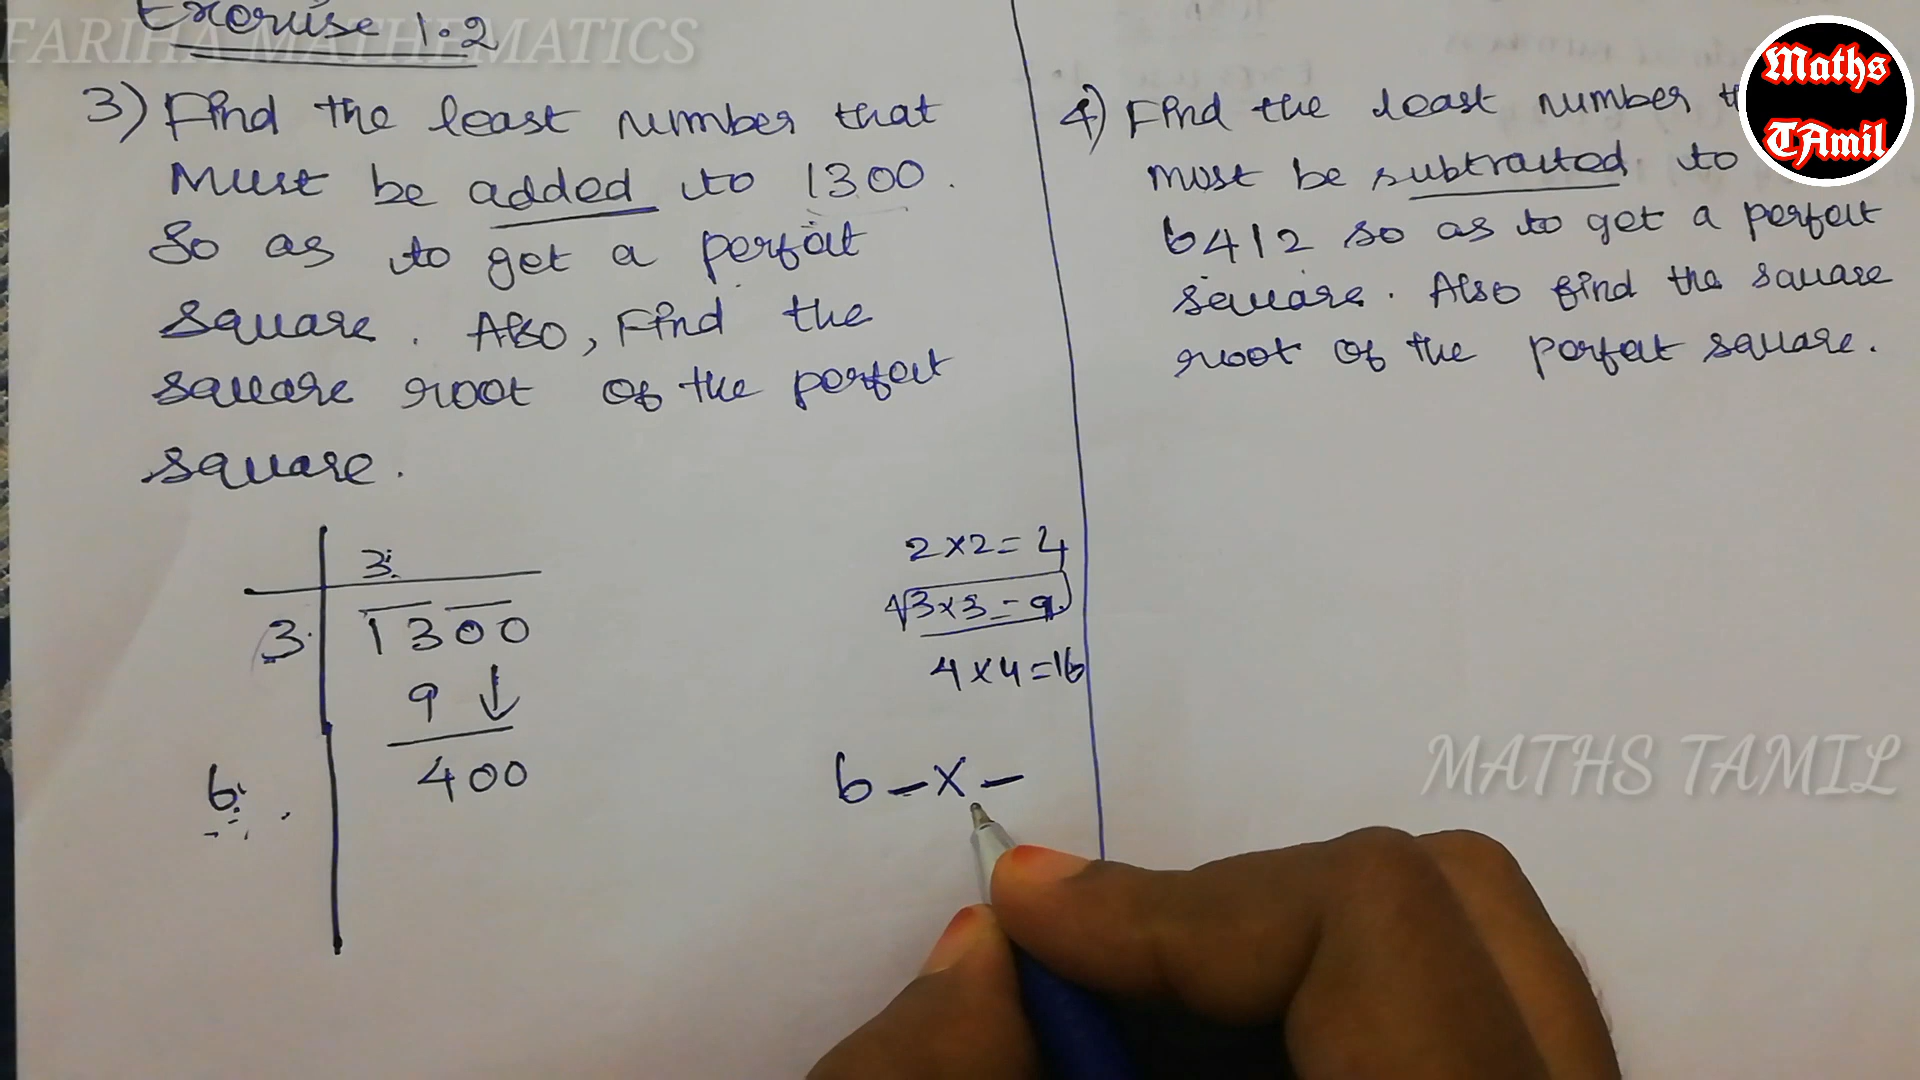 Exercise 1.2
FARIHA MATHEMATICS
3) Find the least number that
Must be added to 1300.
So as to get a perfect
square. Also, Find the
square root of the perfect
square.
3
3 1300
9
400
6
2×2=4
3×3=9
4×4=16
6-×-
4) Find the least number
must be subtracted to
6412 so as to get a perfect
square. Also find the square
root of the perfect square.
Maths
TAmil
MATHS TAMIL